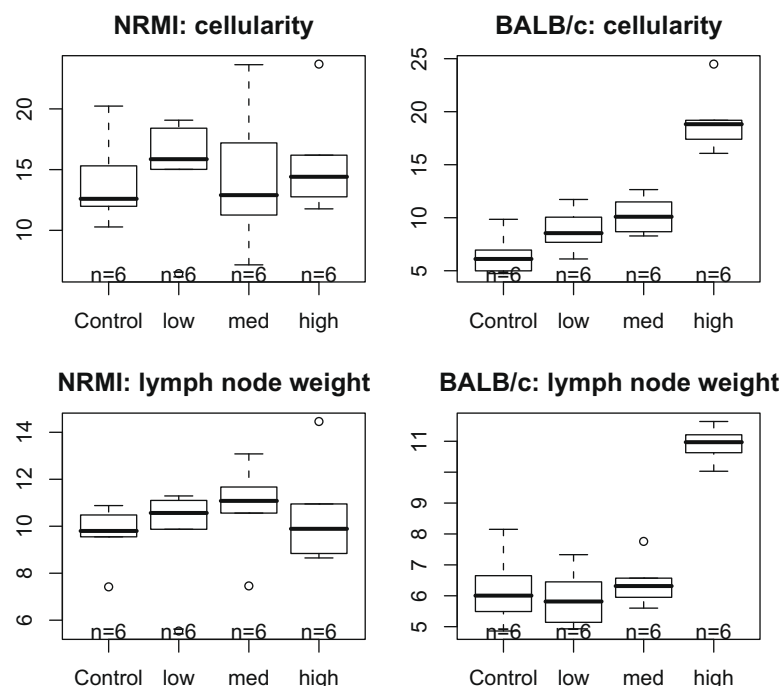 NRMI: cellularity
20
15
10
n=6 n=6 n=6 n=6
Control low med high
BALB/c: cellularity
25
20
15
10
5
n=6 n=6 n=6 n=6
Control low med high
NRMI: lymph node weight
14
12
10
8
6
n=6 n=6 n=6 n=6
Control low med high
BALB/c: lymph node weight
11
9
8
7
6
5
n=6 n=6 n=6 n=6
Control low med high